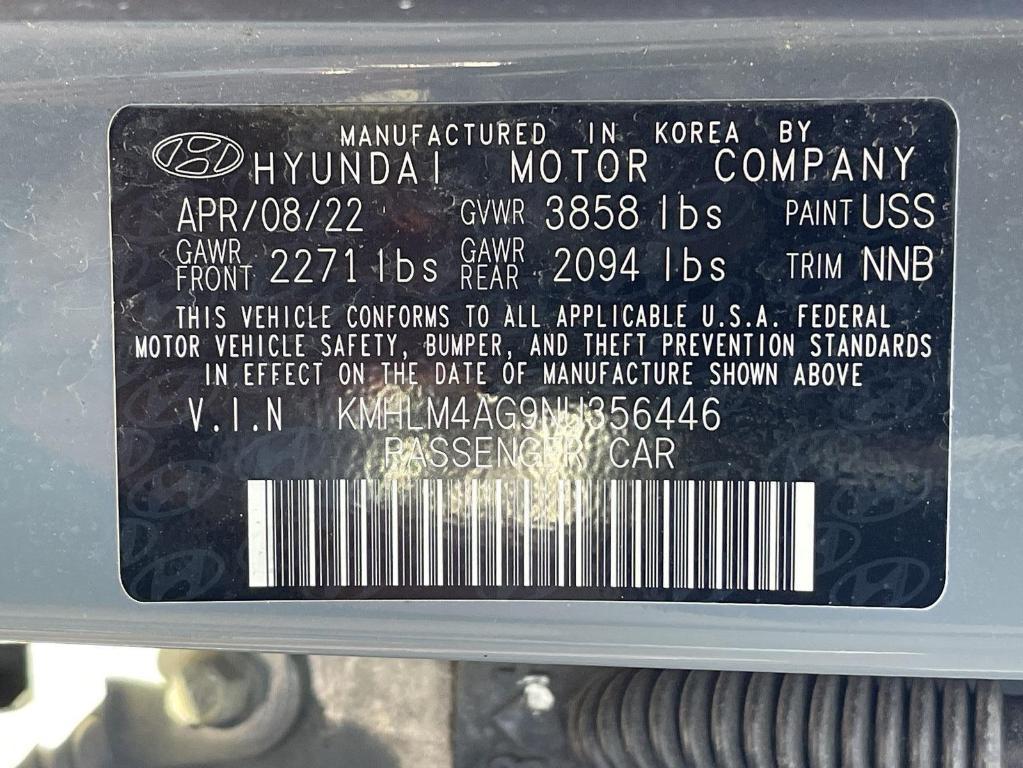 MANUFACTURED IN KOREA BY
HYUNDAI MOTOR COMPANY
APR/08/22 GVWR 3858 lbs PAINT USS
GAWR FRONT 2271 lbs GAWR REAR 2094 lbs TRIM NNB
THIS VEHICLE CONFORMS TO ALL APPLICABLE U.S.A. FEDERAL
MOTOR VEHICLE SAFETY, BUMPER, AND THEFT PREVENTION STANDARDS
IN EFFECT ON THE DATE OF MANUFACTURE SHOWN ABOVE
V.I.N KMHLM4AG9NU356446
PASSENGER CAR